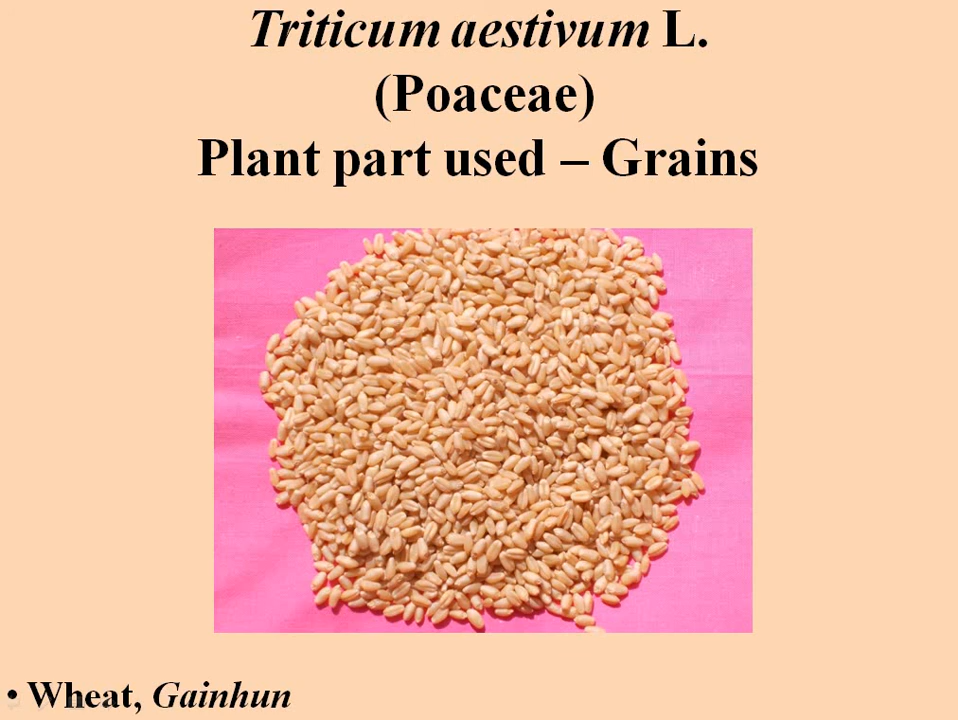 Triticum aestivum L.
(Poaceae)
Plant part used – Grains
• Wheat, Gainhun